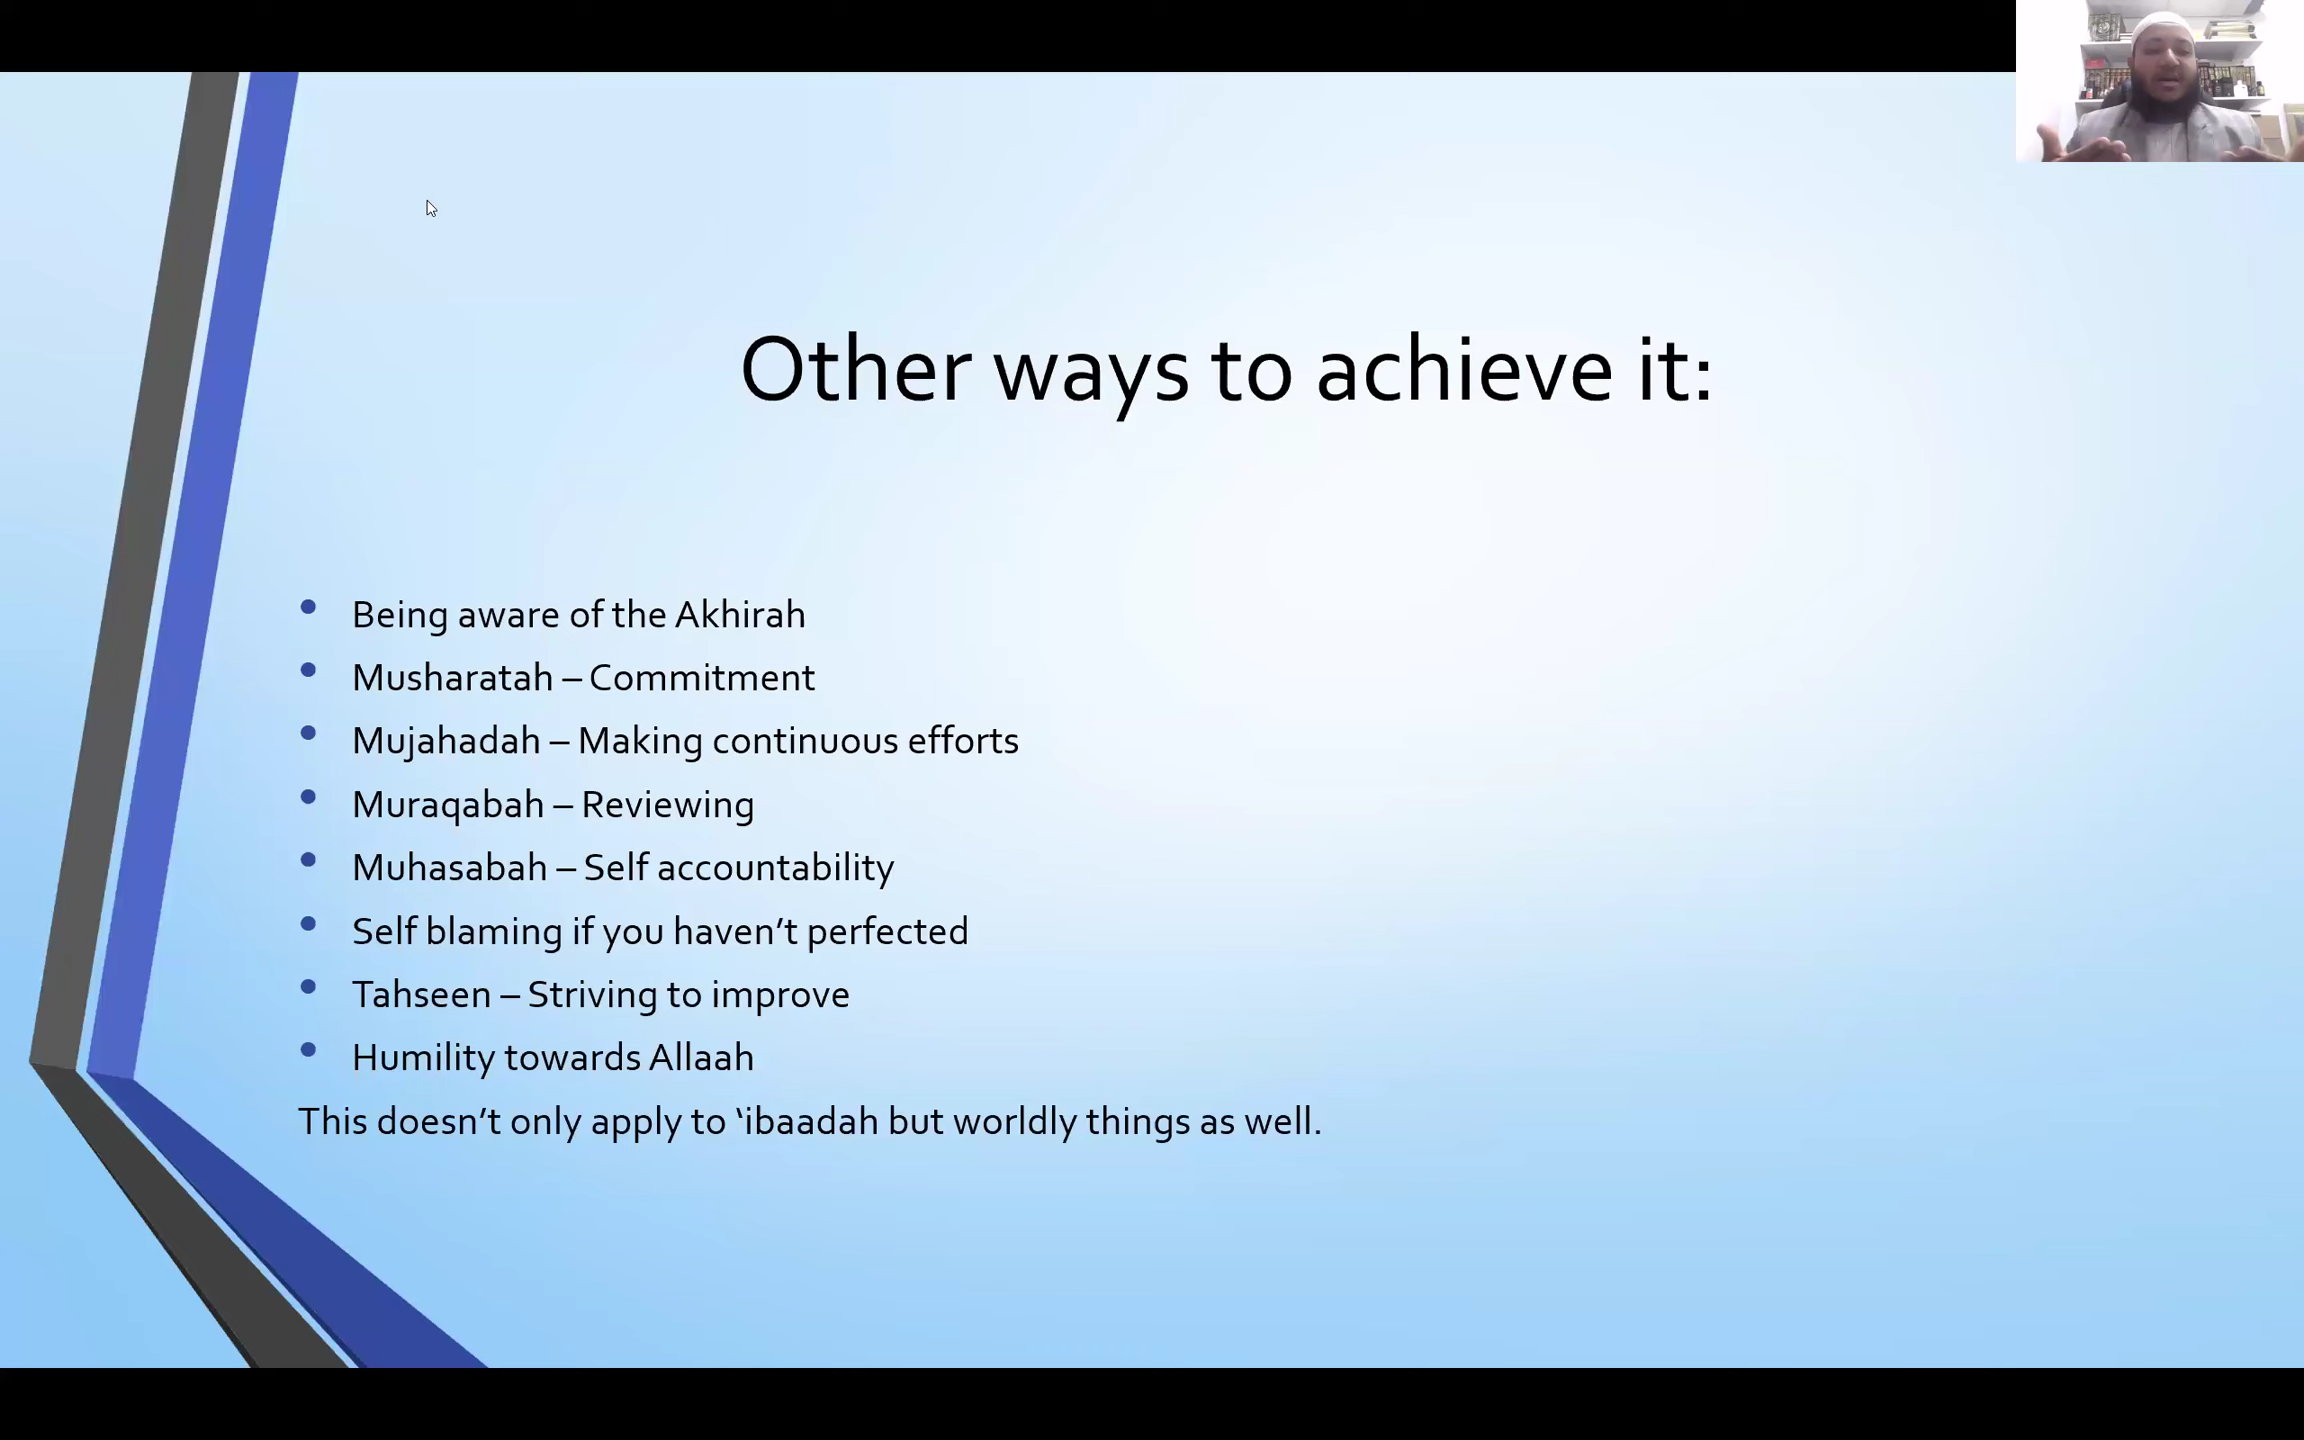 Other ways to achieve it:
• Being aware of the Akhirah
• Musharatah – Commitment
• Mujahadah – Making continuous efforts
• Muraqabah – Reviewing
• Muhasabah – Self accountability
• Self blaming if you haven’t perfected
• Tahseen – Striving to improve
• Humility towards Allaah
This doesn’t only apply to ‘ibaadah but worldly things as well.